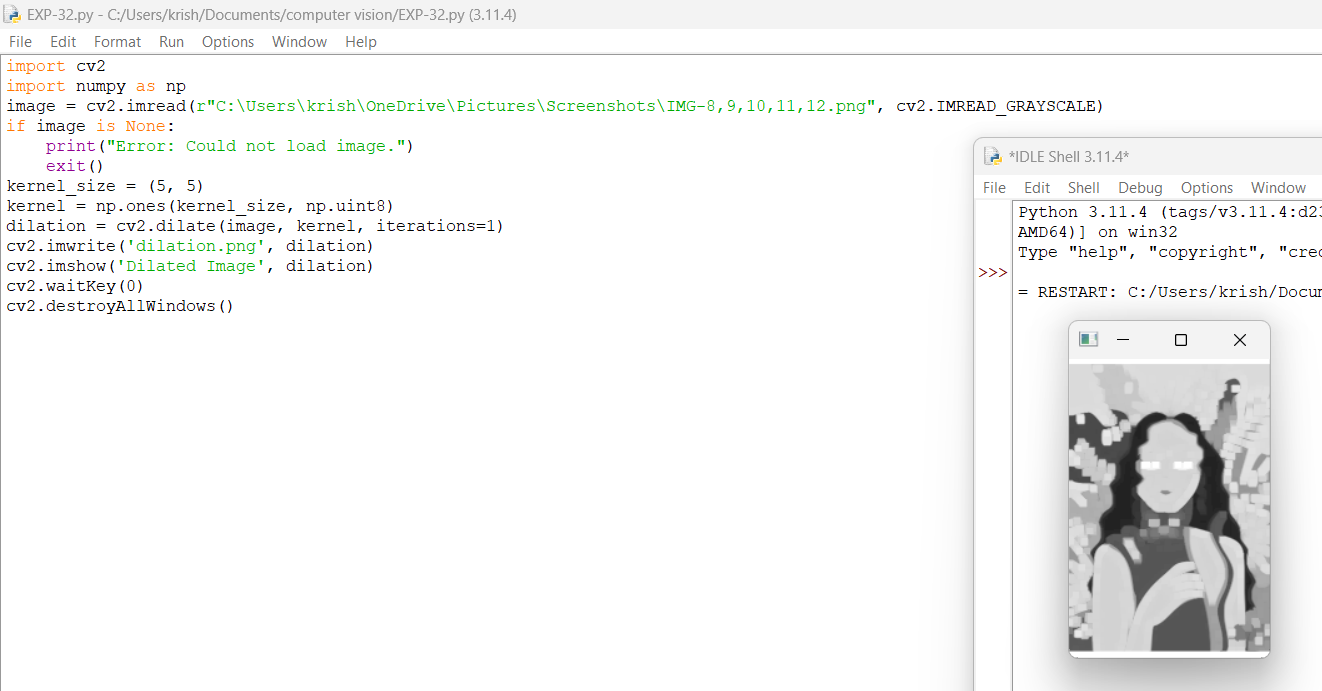 EXP-32.py - C:/Users/krish/Documents/computer vision/EXP-32.py (3.11.4)
File Edit Format Run Options Window Help
import cv2
import numpy as np
image = cv2.imread(r"C:\Users\krish\OneDrive\Pictures\Screenshots\IMG-8,9,10,11,12.png", cv2.IMREAD_GRAYSCALE)
if image is None:
    print("Error: Could not load image.")
    exit()
kernel_size = (5, 5)
kernel = np.ones(kernel_size, np.uint8)
dilation = cv2.dilate(image, kernel, iterations=1)
cv2.imwrite('dilation.png', dilation)
cv2.imshow('Dilated Image', dilation)
cv2.waitKey(0)
cv2.destroyAllWindows()
*IDLE Shell 3.11.4*
File Edit Shell Debug Options Window
Python 3.11.4 (tags/v3.11.4:d23
AMD64)] on win32
Type "help", "copyright", "cred
>>>
= RESTART: C:/Users/krish/Docum